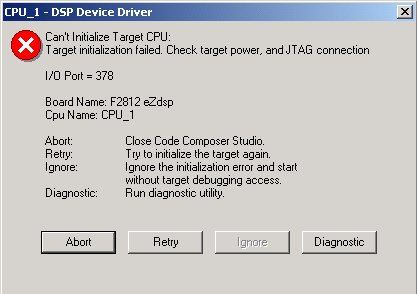 CPU_1 - DSP Device Driver
Can't Initialize Target CPU:
Target initialization failed. Check target power, and JTAG connection
I/O Port = 378
Board Name: F2812 eZdsp
Cpu Name: CPU_1
Abort: Close Code Composer Studio.
Retry: Try to initialize the target again.
Ignore: Ignore the initialization error and start
without target debugging access.
Diagnostic: Run diagnostic utility.
Abort Retry Ignore Diagnostic